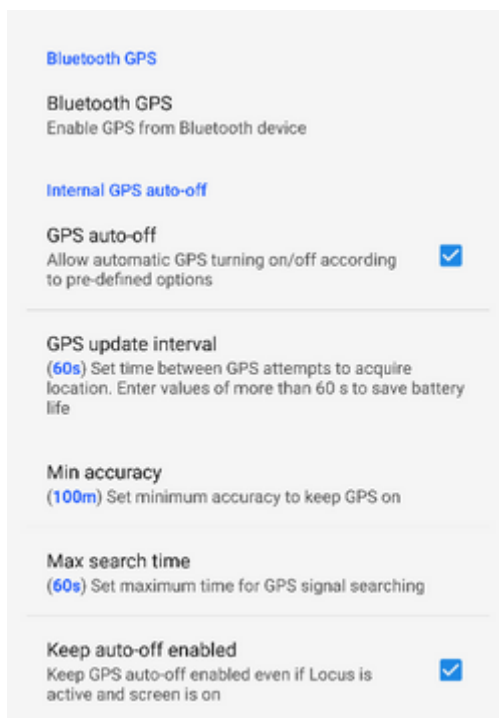 Bluetooth GPS
Bluetooth GPS
Enable GPS from Bluetooth device
Internal GPS auto-off
GPS auto-off
Allow automatic GPS turning on/off according
to pre-defined options
GPS update interval
(60s) Set time between GPS attempts to acquire
location. Enter values of more than 60 s to save battery
life
Min accuracy
(100m) Set minimum accuracy to keep GPS on
Max search time
(60s) Set maximum time for GPS signal searching
Keep auto-off enabled
Keep GPS auto-off enabled even if Locus is
active and screen is on